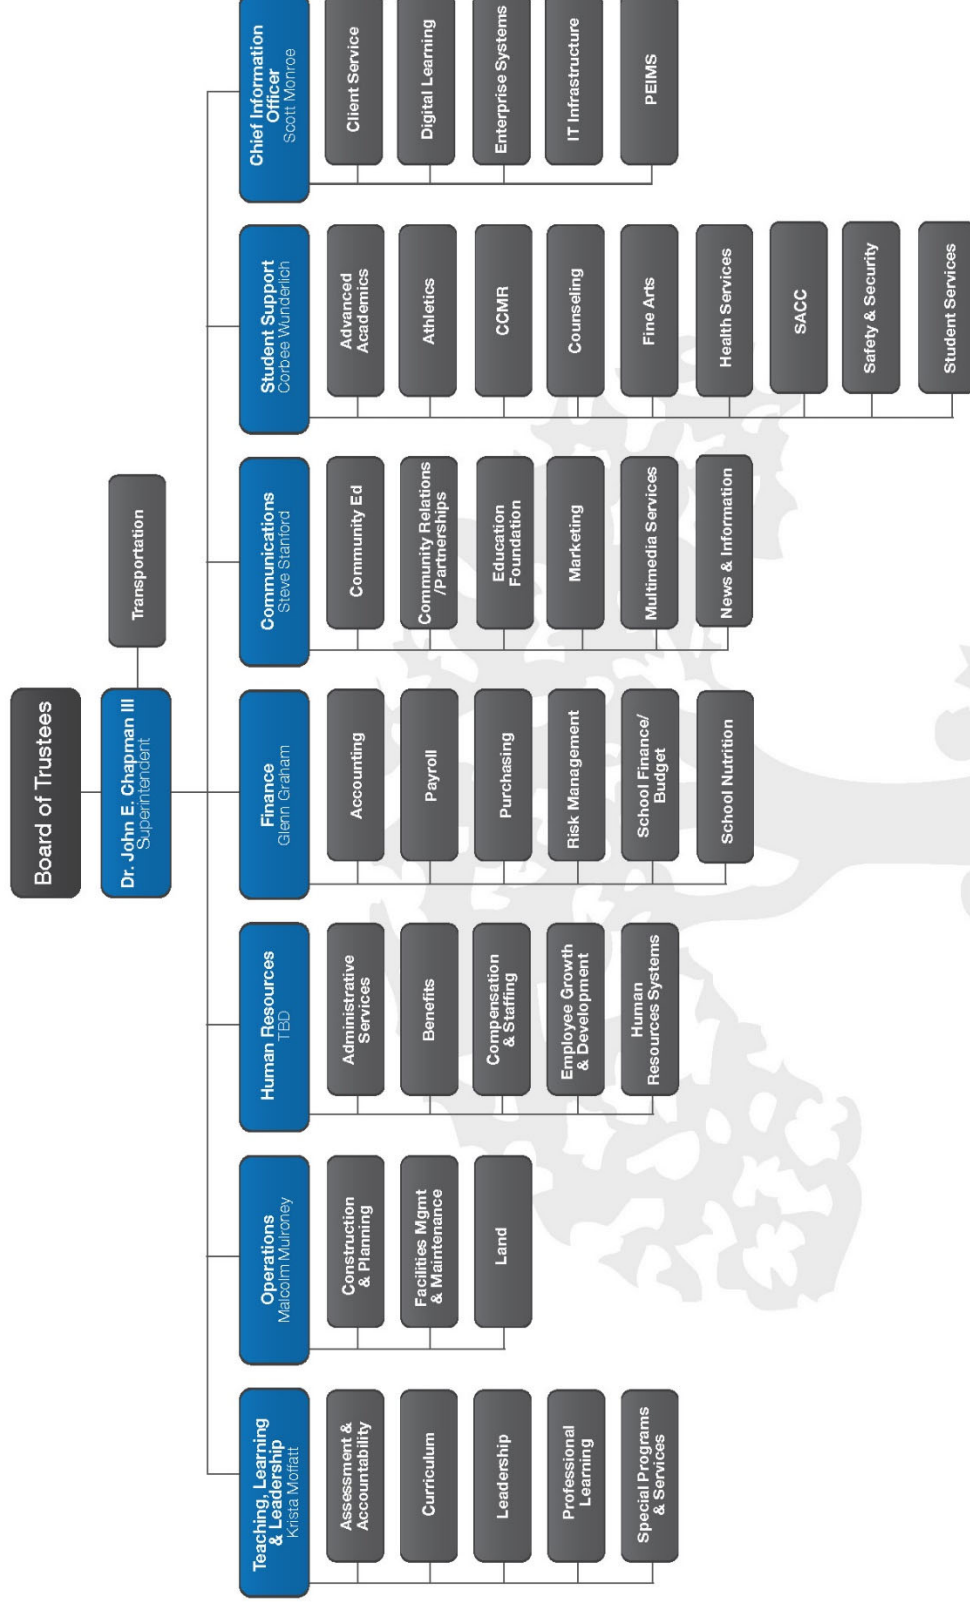 Board of Trustees
Dr. John E. Chapman III
Superintendent
Transportation
Teaching, Learning
& Leadership
Krista Moffatt
Assessment &
Accountability
Curriculum
Leadership
Professional
Learning
Special Programs
& Services
Operations
Malcolm Mulroney
Construction
& Planning
Facilities Mgmt
& Maintenance
Land
Human Resources
TBD
Administrative
Services
Benefits
Compensation
& Staffing
Employee Growth
& Development
Human
Resources Systems
Finance
Glenn Graham
Accounting
Payroll
Purchasing
Risk Management
School Finance/
Budget
School Nutrition
Communications
Steve Stanford
Community Ed
Community Relations
/Partnerships
Education
Foundation
Marketing
Multimedia Services
News & Information
Student Support
Corbee Wunderlich
Advanced
Academics
Athletics
CCMR
Counseling
Fine Arts
Health Services
SACC
Safety & Security
Student Services
Chief Information
Officer
Scott Monroe
Client Service
Digital Learning
Enterprise Systems
IT Infrastructure
PEIMS